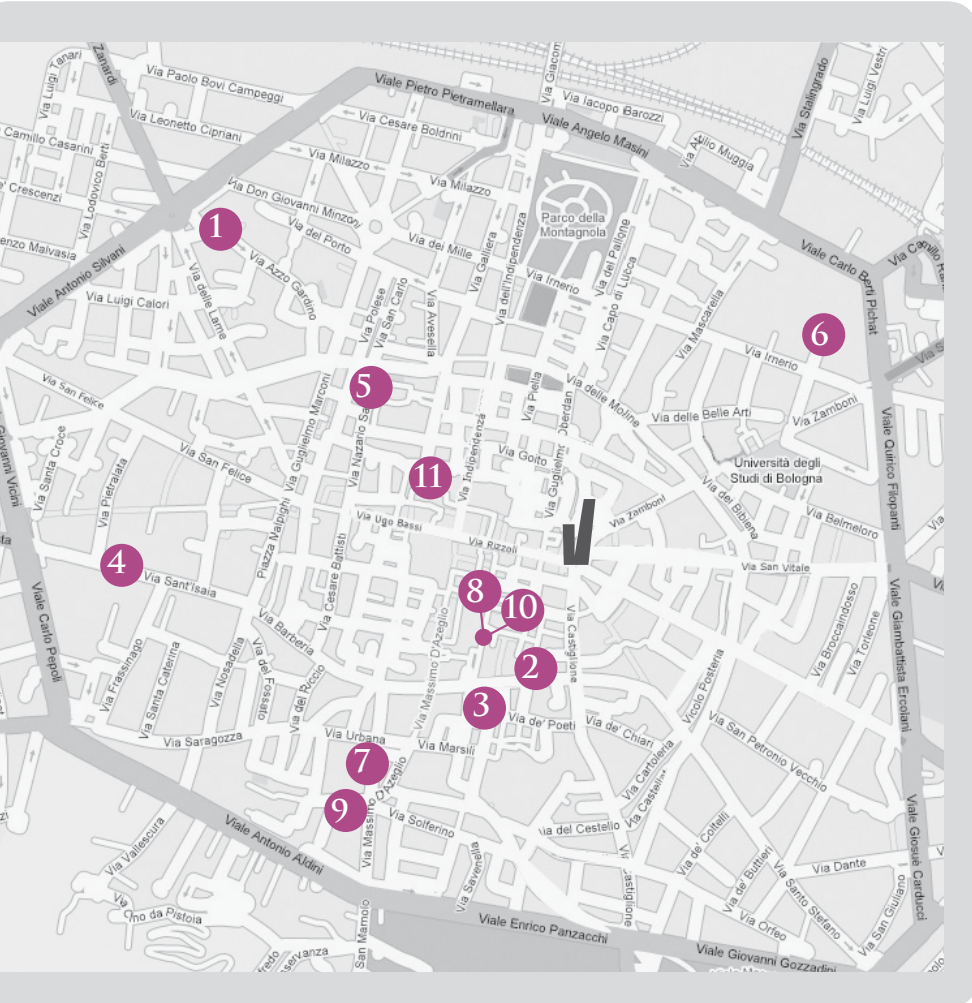 Via Luigi Tanari
Zanardi
Via Paolo Bovi Campeggi
Viale Pietro Pietramellara
Via Giacom
Via Iacopo Barozzi
Via Stalingrado
Via Luigi Vestri
Via Leonetto Cipriani
Via Cesare Boldrini
Viale Angelo Masini
Camillo Casarini
Via Lodovico Berti
Via Milazzo
Via Milazzo
e' Crescenzi
Via Don Giovanni Minzoni
Parco della
Montagnola
1
Via del Porto
Via dei Mille
Via Galliera
Via dell'Indipendenza
Via del Pallone
Viale Carlo Berti Pichat
enzo Malvasia
Viale Antonio Silvani
Via Azzo Gardino
Via Irnerio
Via Luigi Calori
Via delle Lame
Via Polese
Via San Carlo
Via Avesella
Via Capo di Lucca
Via Mascarella
6
Via Irnerio
Via San Felice
5
Via Piella
Via delle Moline
Via delle Belle Arti
Via Zamboni
Via Guglielmo Marconi
Via Santa Croce
Via Pietralata
Via San Felice
Via Indipendenza
Via Goito
Università degli
Studi di Bologna
Viale Quirico Filopanti
Giovanni Vicini
11
Via Zamboni
Via dei Bibiena
Via Belmeloro
Via Ugo Bassi
Via Rizzoli
Piazza Malpighi
Via Cesare Battisti
Via San Vitale
4
Via Sant'Isaia
8
10
Viale Carlo Pepoli
Via Barberia
Via Massimo D'Azeglio
Via Castiglione
Via Broccaindosso
Via Torleone
Viale Giambattista Ercolani
Via Frassinago
Via Santa Caterina
Via Nosadella
Via del Fossato
Via del Riccio
2
Vicolo Posteria
3
Via de' Poeti
Via de' Chiari
Via San Petronio Vecchio
Via Saragozza
Via Urbana
Via Marsili
7
Via Cartoleria
9
Via Massimo D'Azeglio
Via Solferino
Via del Cestello
Via de' Coltelli
Viale Giosuè Carducci
Via Vallescura
Viale Antonio Aldini
Via Savenella
Via de' Buttieri
Via Dante
Via Santo Stefano
Via San Giuliano
ino da Pistoia
San Mamolo
Viale Enrico Panzacchi
Via Orfeo
Viale Giovanni Gozzadini